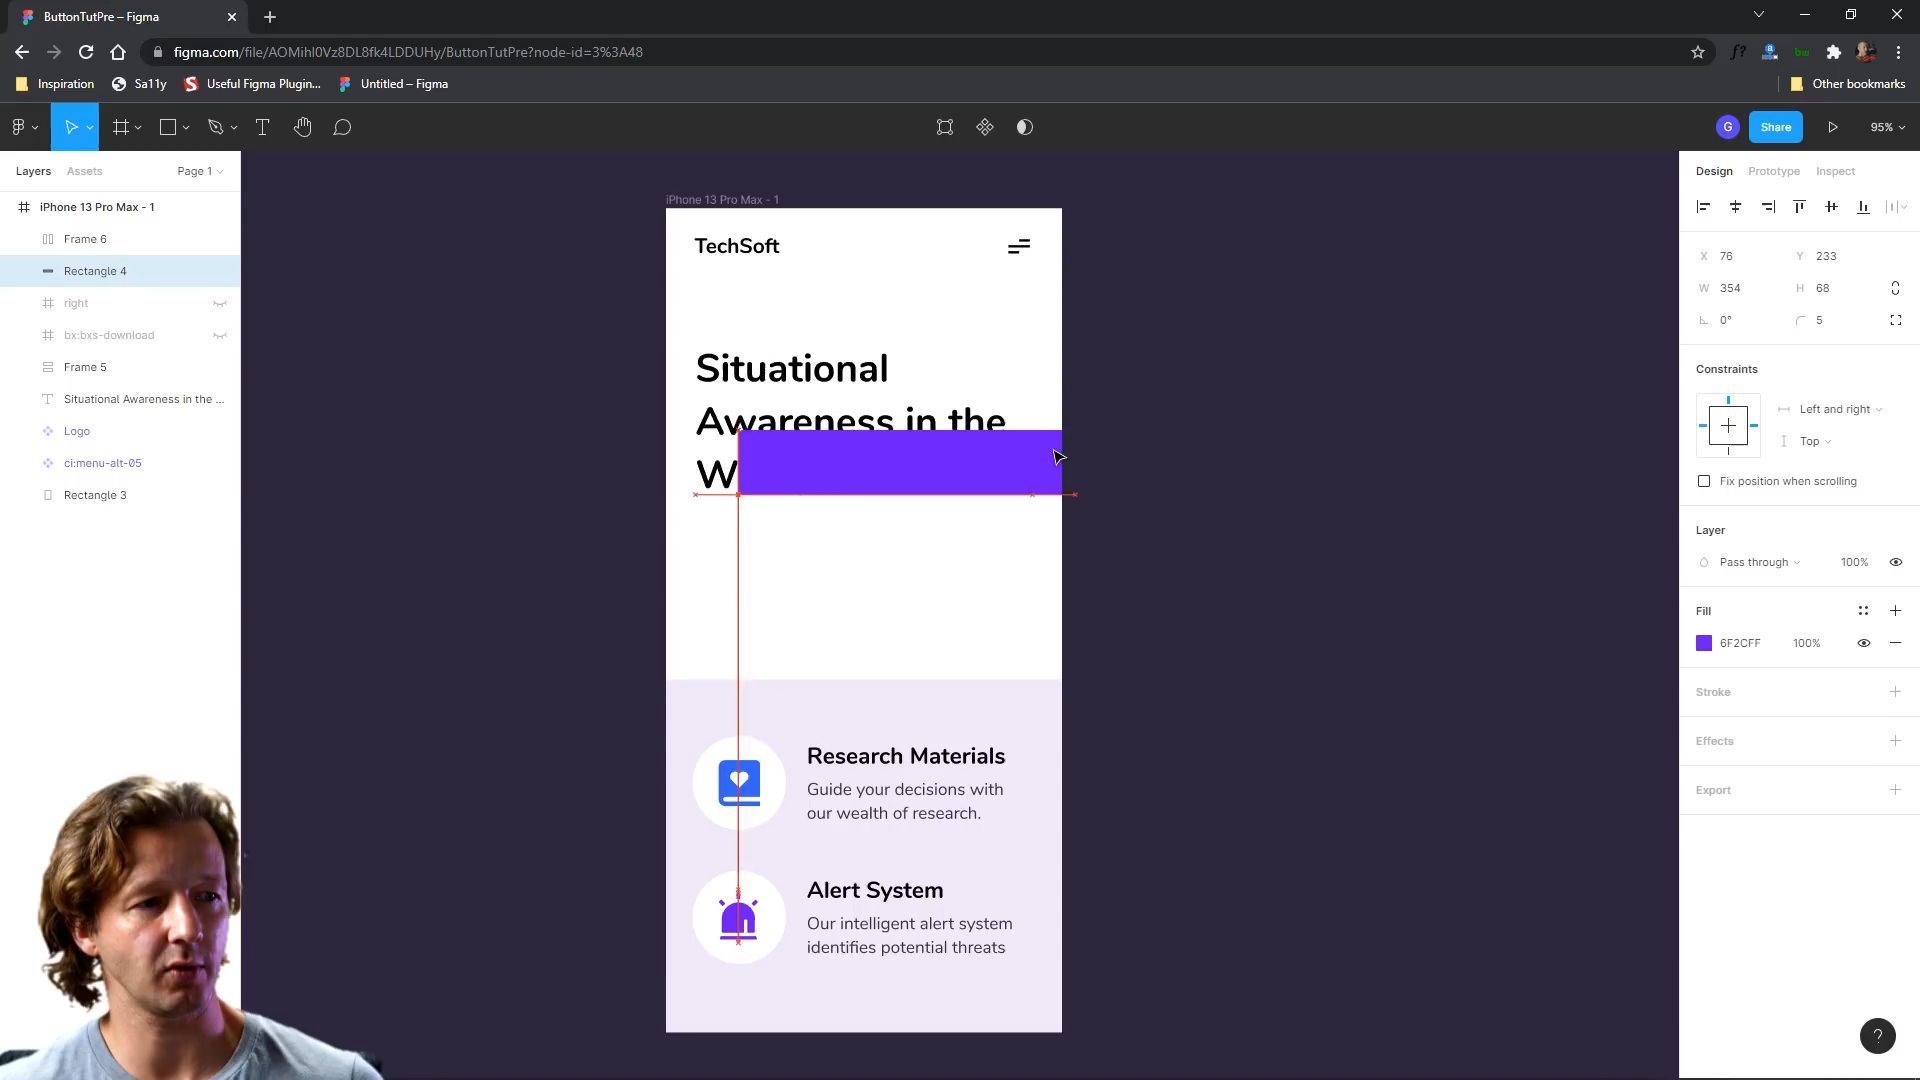 ButtonTutPre – Figma
figma.com/file/AOMihl0Vz8DL8fk4LDDUHy/ButtonTutPre?node-id=3%3A48
f?
bw
Inspiration
Sa11y
Useful Figma Plugin...
Untitled – Figma
Other bookmarks
G
Share
95%
Layers
Assets
Page 1
Design
Prototype
Inspect
iPhone 13 Pro Max - 1
Frame 6
Rectangle 4
right
bx:bxs-download
Frame 5
Situational Awareness in the ...
Logo
ci:menu-alt-05
Rectangle 3
iPhone 13 Pro Max - 1
TechSoft
Situational
Awareness in the
W
Research Materials
Guide your decisions with
our wealth of research.
Alert System
Our intelligent alert system
identifies potential threats
X 76
Y 233
W 354
H 68
0°
5
Constraints
Left and right
Top
Fix position when scrolling
Layer
Pass through
100%
Fill
6F2CFF
100%
Stroke
Effects
Export
?